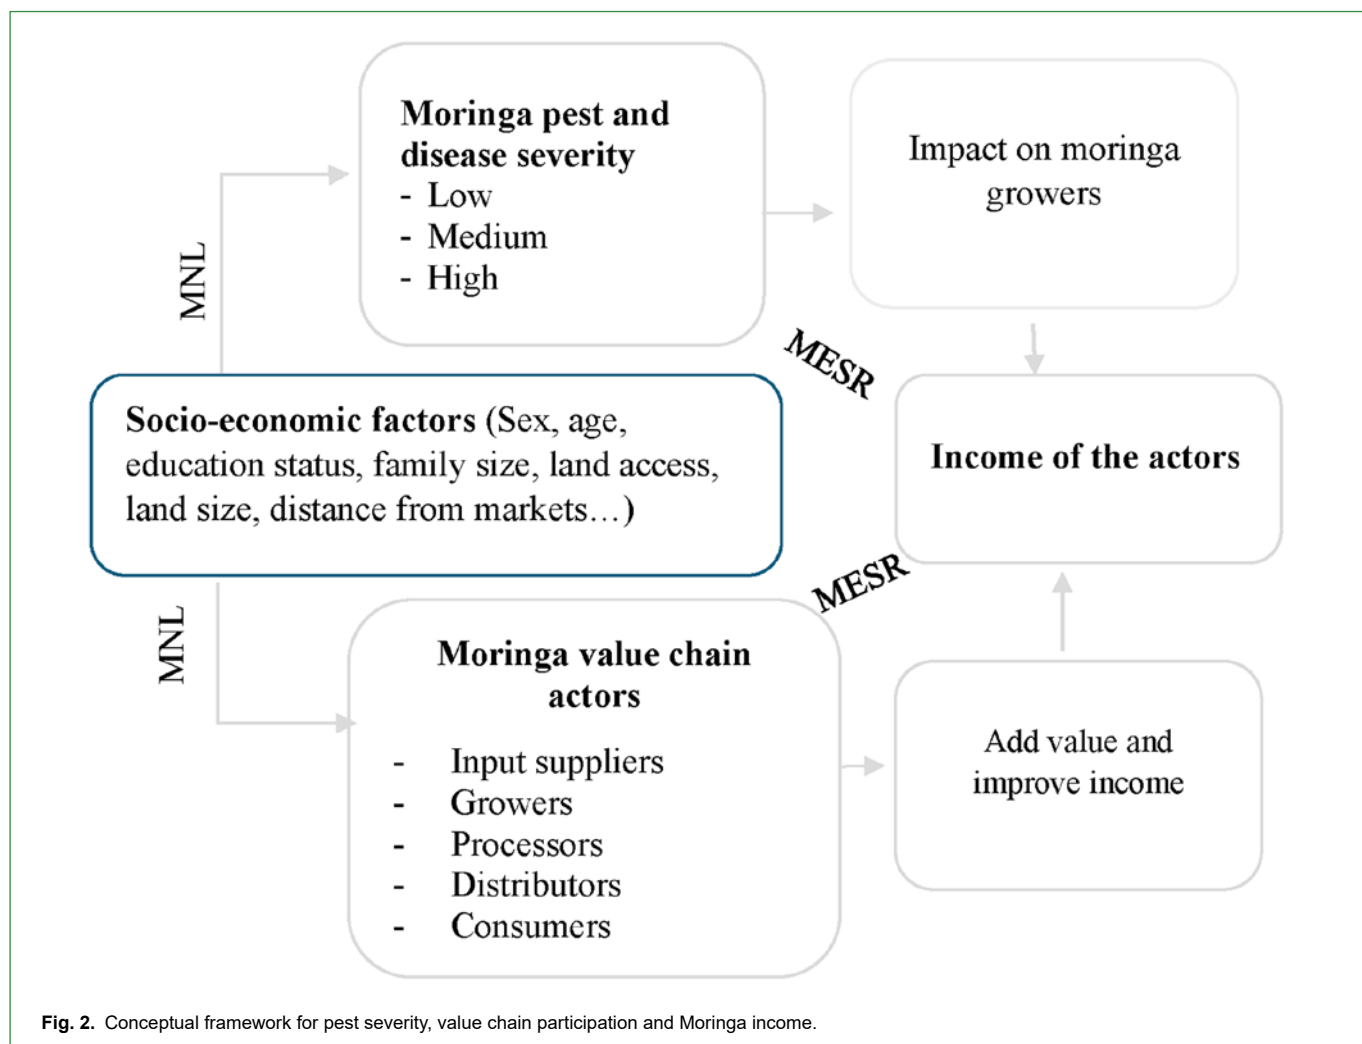 Moringa pest and
disease severity
- Low
- Medium
- High
Impact on moringa
growers
MNL
MESR
Socio-economic factors (Sex, age,
education status, family size, land access,
land size, distance from markets…)
Income of the actors
MNL
MESR
Moringa value chain
actors
- Input suppliers
- Growers
- Processors
- Distributors
- Consumers
Add value and
improve income
Fig. 2. Conceptual framework for pest severity, value chain participation and Moringa income.